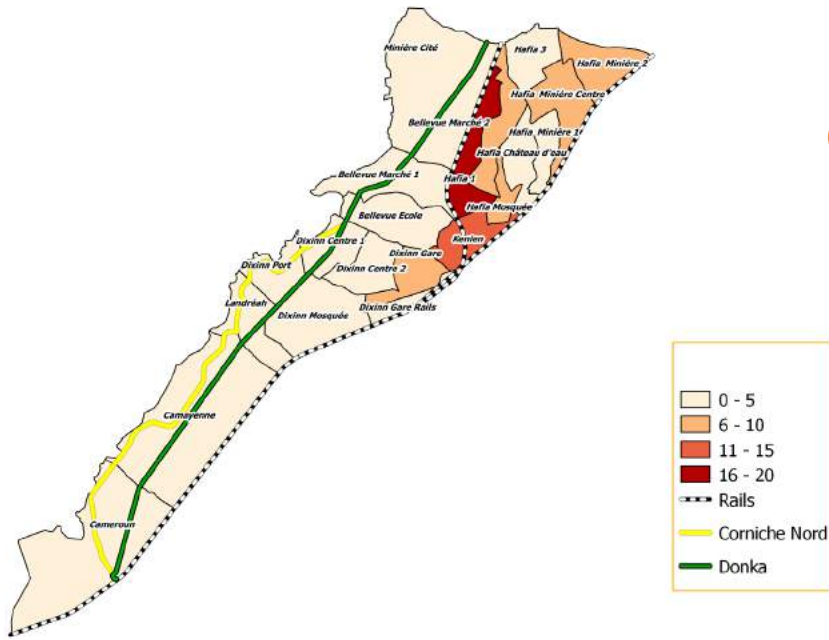 Minière Cité
Hafia 3
Hafia Minière 2
Hafia Minière Centre
Bellevue Marché 2
Hafia Minière 1
Hafia Château d'eau
Bellevue Marché 1
Hafia 1
Hafia Mosquée
Bellevue Ecole
Dixinn Centre 1
Kenien
Dixinn Gare
Dixinn Port
Dixinn Centre 2
Landréah
Dixinn Gare Rails
Dixinn Mosquée
Camayenne
Cameroun
0 - 5
6 - 10
11 - 15
16 - 20
Rails
Corniche Nord
Donka